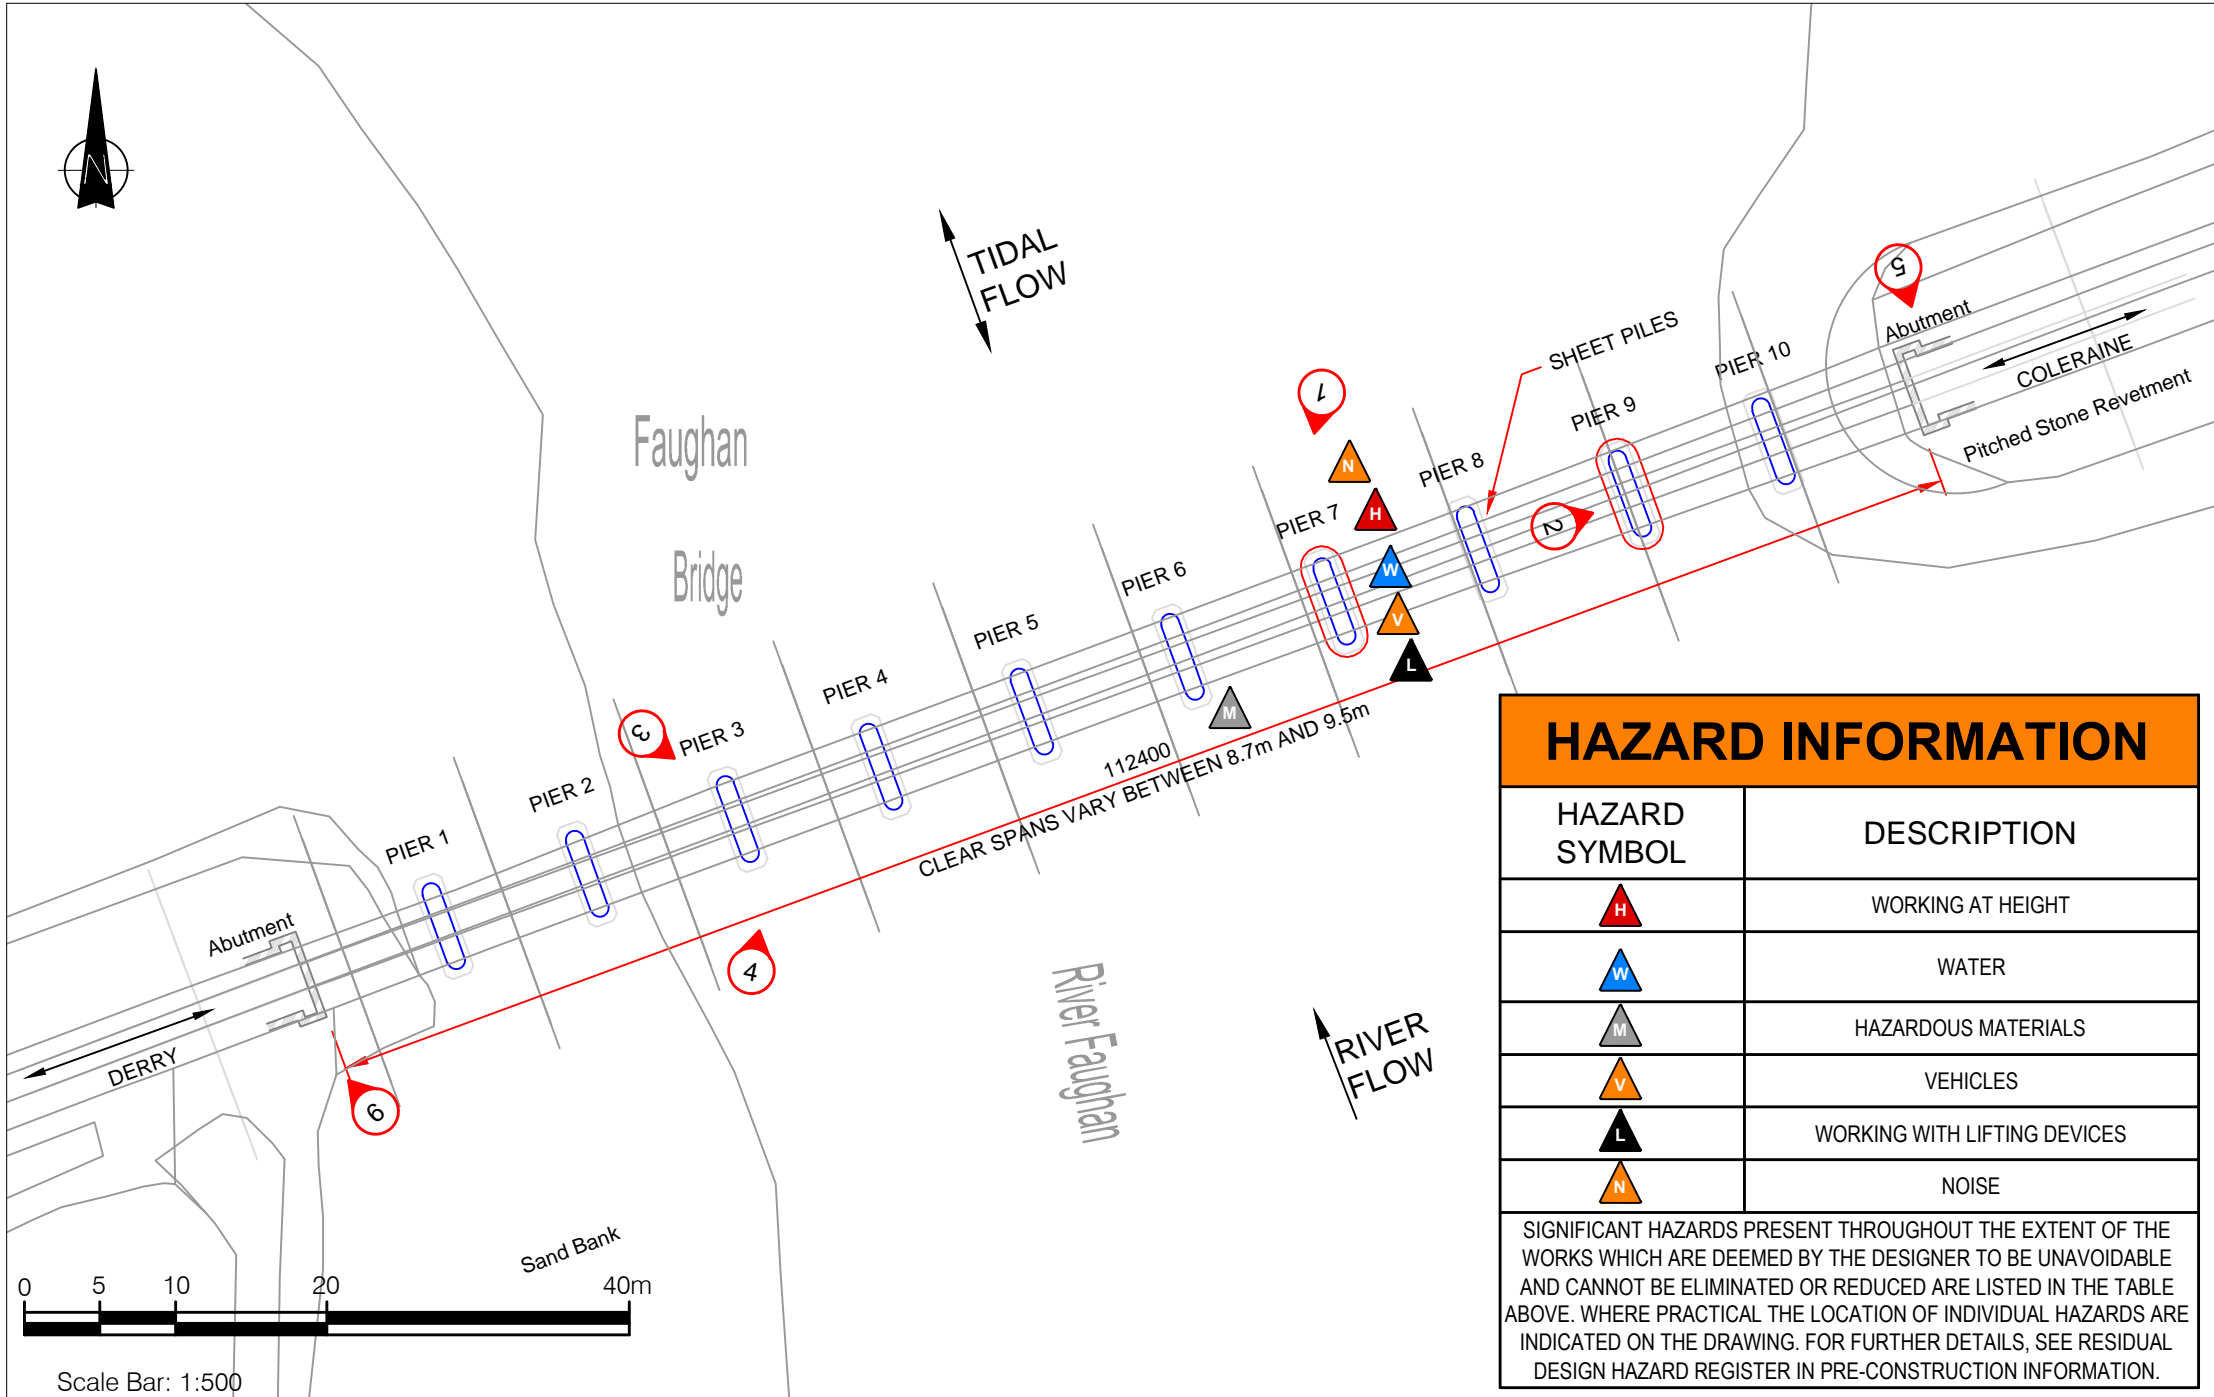 N
TIDAL
FLOW
Faughan
Bridge
SHEET PILES
1
2
3
4
5
6
Abutment
COLERAINE
Pitched Stone Revetment
PIER 10
PIER 9
PIER 8
PIER 7
PIER 6
PIER 5
PIER 4
PIER 3
PIER 2
PIER 1
N
H
W
V
L
M
112400
CLEAR SPANS VARY BETWEEN 8.7m AND 9.5m
Abutment
DERRY
River Faughan
RIVER
FLOW
Sand Bank
0 5 10 20 40m
Scale Bar: 1:500
HAZARD INFORMATION
HAZARD
SYMBOL
DESCRIPTION
H WORKING AT HEIGHT
W WATER
M HAZARDOUS MATERIALS
V VEHICLES
L WORKING WITH LIFTING DEVICES
N NOISE
SIGNIFICANT HAZARDS PRESENT THROUGHOUT THE EXTENT OF THE
WORKS WHICH ARE DEEMED BY THE DESIGNER TO BE UNAVOIDABLE
AND CANNOT BE ELIMINATED OR REDUCED ARE LISTED IN THE TABLE
ABOVE. WHERE PRACTICAL THE LOCATION OF INDIVIDUAL HAZARDS ARE
INDICATED ON THE DRAWING. FOR FURTHER DETAILS, SEE RESIDUAL
DESIGN HAZARD REGISTER IN PRE-CONSTRUCTION INFORMATION.